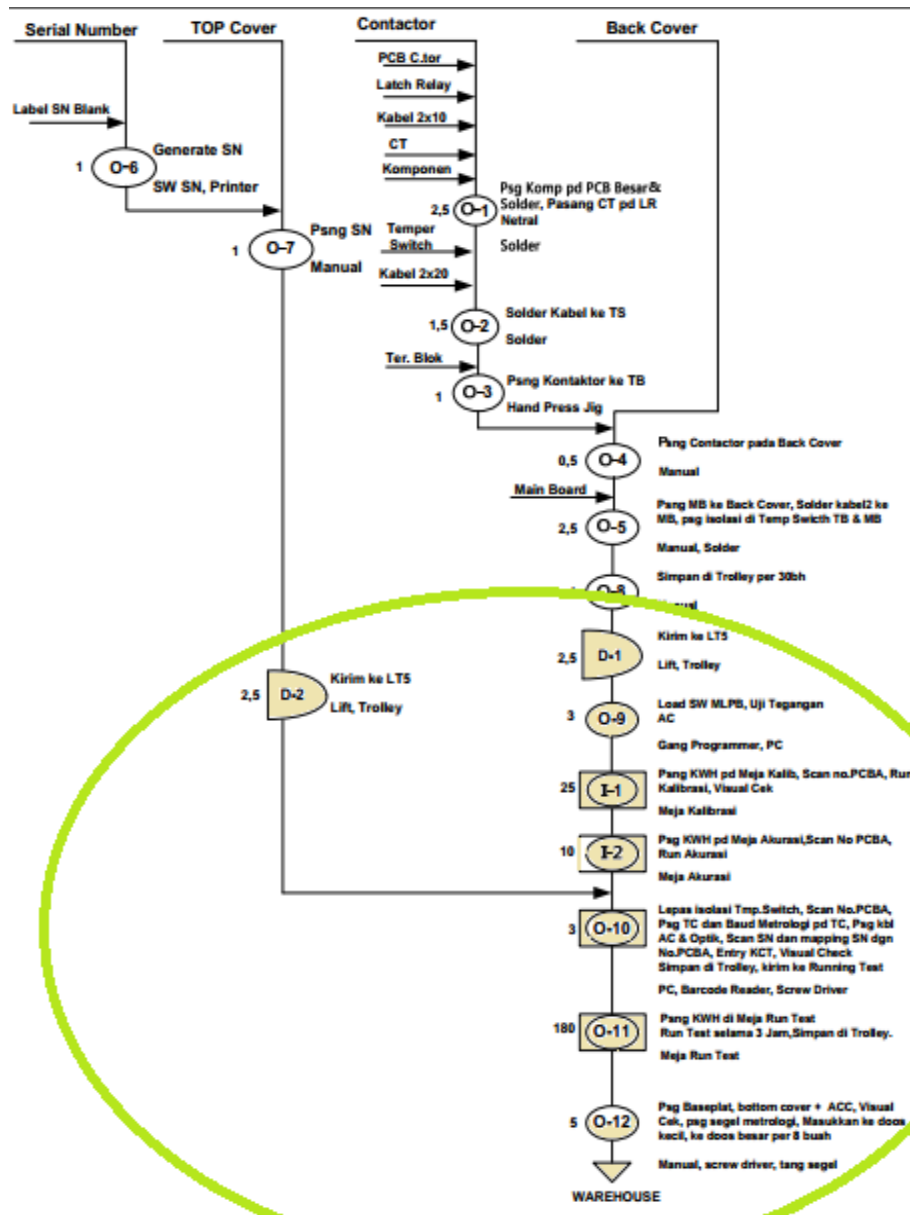 Serial Number
TOP Cover
Contactor
Back Cover
PCB C.tor
Latch Relay
Label SN Blank
Kabel 2x10
CT
Komponen
1
O-6
Generate SN
SW SN, Printer
2,5
O-1
Psg Komp pd PCB Besar&
Solder, Pasang CT pd LR
Netral
Solder
1
O-7
Psng SN
Manual
Temper
Switch
Kabel 2x20
1,5
O-2
Solder Kabel ke TS
Solder
Ter. Blok
1
O-3
Psng Kontaktor ke TB
Hand Press Jig
0,5
O-4
Psng Contactor pada Back Cover
Manual
Main Board
2,5
O-5
Psng MB ke Back Cover, Solder kabel2 ke
MB, psg isolasi di Temp Swicth TB & MB
Manual, Solder
O-8
Simpan di Trolley per 30bh
Manual
2,5
D-1
Kirim ke LT5
Lift, Trolley
2,5
D-2
Kirim ke LT5
Lift, Trolley
3
O-9
Load SW MLPB, Uji Tegangan
AC
Gang Programmer, PC
25
I-1
Psng KWH pd Meja Kalib, Scan no.PCBA, Run
Kalibrasi, Visual Cek
Meja Kalibrasi
10
I-2
Psg KWH pd Meja Akurasi,Scan No PCBA,
Run Akurasi
Meja Akurasi
3
O-10
Lepas isolasi Tmp.Switch, Scan No.PCBA,
Psg TC dan Baud Metrologi pd TC, Psg kbl
AC & Optik, Scan SN dan mapping SN dgn
No.PCBA, Entry KCT, Visual Check
Simpan di Trolley, kirim ke Running Test
PC, Barcode Reader, Screw Driver
180
O-11
Psng KWH di Meja Run Test
Run Test selama 3 Jam,Simpan di Trolley.
Meja Run Test
5
O-12
Psg Baseplat, bottom cover + ACC, Visual
Cek, psg segel metrologi, Masukkan ke doos
kecil, ke doos besar per 8 buah
Manual, screw driver, tang segel
WAREHOUSE